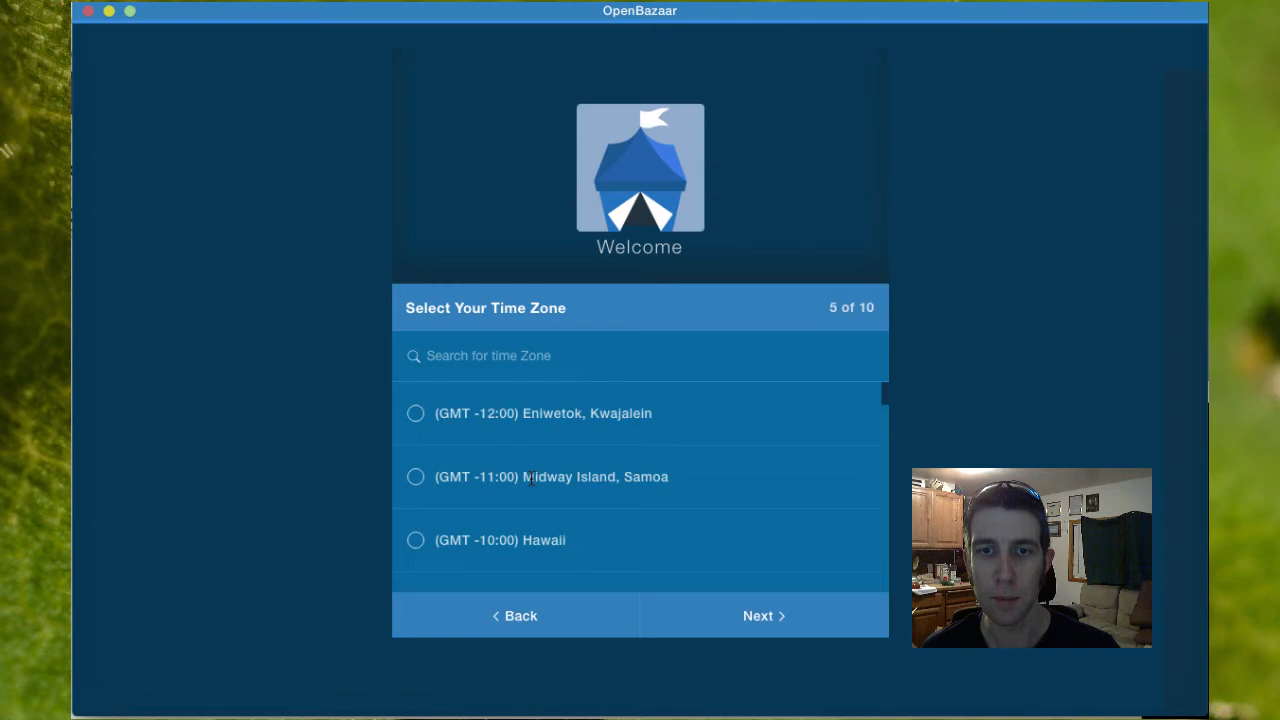 OpenBazaar
Welcome
Select Your Time Zone
5 of 10
Search for time Zone
(GMT -12:00) Eniwetok, Kwajalein
(GMT -11:00) Midway Island, Samoa
(GMT -10:00) Hawaii
Back
Next